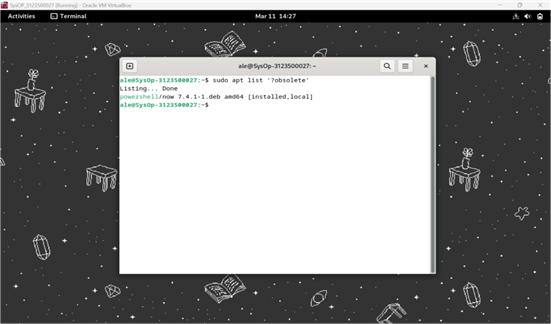 SysOP_3123500027 [Running] - Oracle VM VirtualBox
Activities Terminal Mar 11 14:27
ale@SysOp-3123500027: ~
ale@SysOp-3123500027:~$ sudo apt list '?obsolete'
Listing... Done
powershell/now 7.4.1-1.deb amd64 [installed,local]
ale@SysOp-3123500027:~$